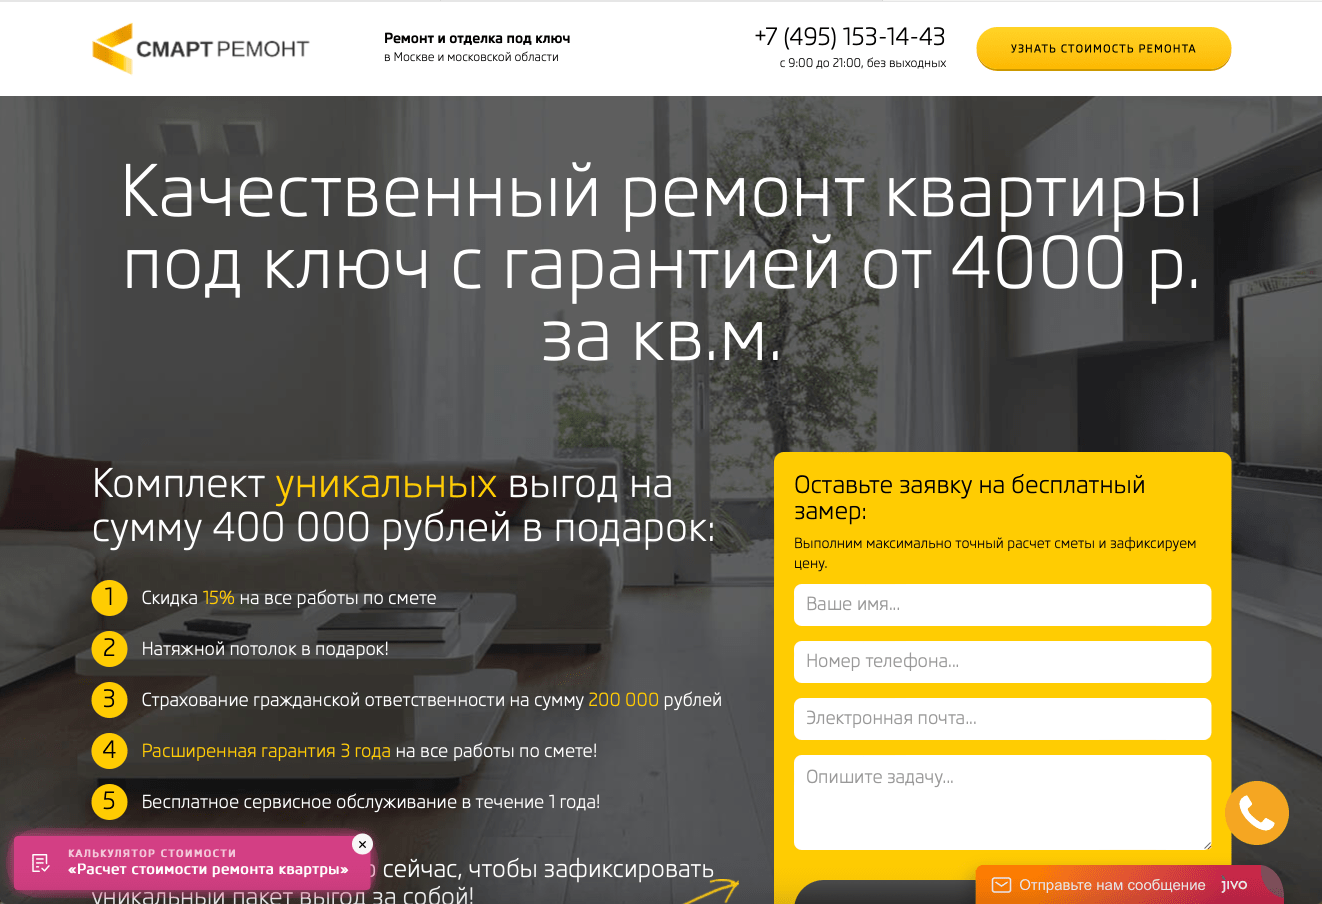 СМАРТ РЕМОНТ
Ремонт и отделка под ключ
в Москве и московской области
+7 (495) 153-14-43
с 9:00 до 21:00, без выходных
УЗНАТЬ СТОИМОСТЬ РЕМОНТА
Качественный ремонт квартиры
под ключ с гарантией от 4000 р.
за кв.м.
Комплект уникальных выгод на
сумму 400 000 рублей в подарок:
1 Скидка 15% на все работы по смете
2 Натяжной потолок в подарок!
3 Страхование гражданской ответственности на сумму 200 000 рублей
4 Расширенная гарантия 3 года на все работы по смете!
5 Бесплатное сервисное обслуживание в течение 1 года!
сейчас, чтобы зафиксировать
уникальный пакет выгод за собой!
КАЛЬКУЛЯТОР СТОИМОСТИ
«Расчет стоимости ремонта квартры»
Оставьте заявку на бесплатный
замер:
Выполним максимально точный расчет сметы и зафиксируем
цену.
Ваше имя...
Номер телефона...
Электронная почта...
Опишите задачу...
Отправьте нам сообщение jivo